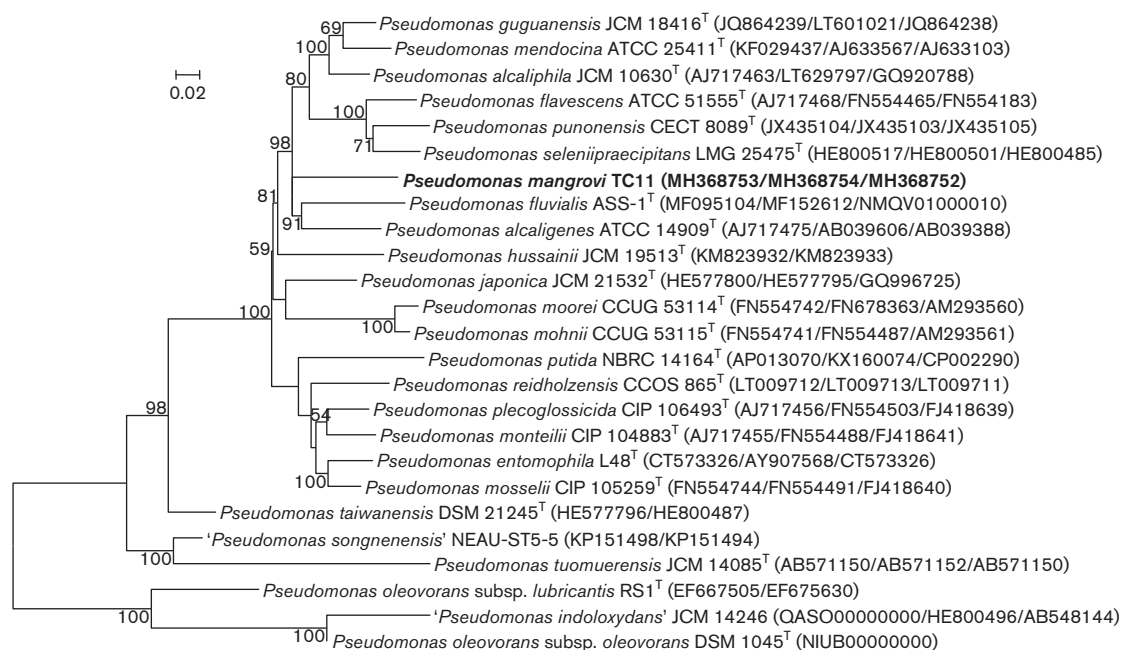 69
Pseudomonas guguanensis JCM 18416T (JQ864239/LT601021/JQ864238)
100
Pseudomonas mendocina ATCC 25411T (KF029437/AJ633567/AJ633103)
80
Pseudomonas alcaliphila JCM 10630T (AJ717463/LT629797/GQ920788)
0.02
Pseudomonas flavescens ATCC 51555T (AJ717468/FN554465/FN554183)
100
Pseudomonas punonensis CECT 8089T (JX435104/JX435103/JX435105)
98
71
Pseudomonas seleniipraecipitans LMG 25475T (HE800517/HE800501/HE800485)
Pseudomonas mangrovi TC11 (MH368753/MH368754/MH368752)
81
Pseudomonas fluvialis ASS-1T (MF095104/MF152612/NMQV01000010)
91
Pseudomonas alcaligenes ATCC 14909T (AJ717475/AB039606/AB039388)
59
Pseudomonas hussainii JCM 19513T (KM823932/KM823933)
Pseudomonas japonica JCM 21532T (HE577800/HE577795/GQ996725)
100
Pseudomonas moorei CCUG 53114T (FN554742/FN678363/AM293560)
100
Pseudomonas mohnii CCUG 53115T (FN554741/FN554487/AM293561)
Pseudomonas putida NBRC 14164T (AP013070/KX160074/CP002290)
Pseudomonas reidholzensis CCOS 865T (LT009712/LT009713/LT009711)
98
54
Pseudomonas plecoglossicida CIP 106493T (AJ717456/FN554503/FJ418639)
Pseudomonas monteilii CIP 104883T (AJ717455/FN554488/FJ418641)
Pseudomonas entomophila L48T (CT573326/AY907568/CT573326)
100
Pseudomonas mosselii CIP 105259T (FN554744/FN554491/FJ418640)
Pseudomonas taiwanensis DSM 21245T (HE577796/HE800487)
'Pseudomonas songnenensis' NEAU-ST5-5 (KP151498/KP151494)
100
Pseudomonas tuomuerensis JCM 14085T (AB571150/AB571152/AB571150)
Pseudomonas oleovorans subsp. lubricantis RS1T (EF667505/EF675630)
100
'Pseudomonas indoloxydans' JCM 14246 (QASO00000000/HE800496/AB548144)
100
Pseudomonas oleovorans subsp. oleovorans DSM 1045T (NIUB00000000)